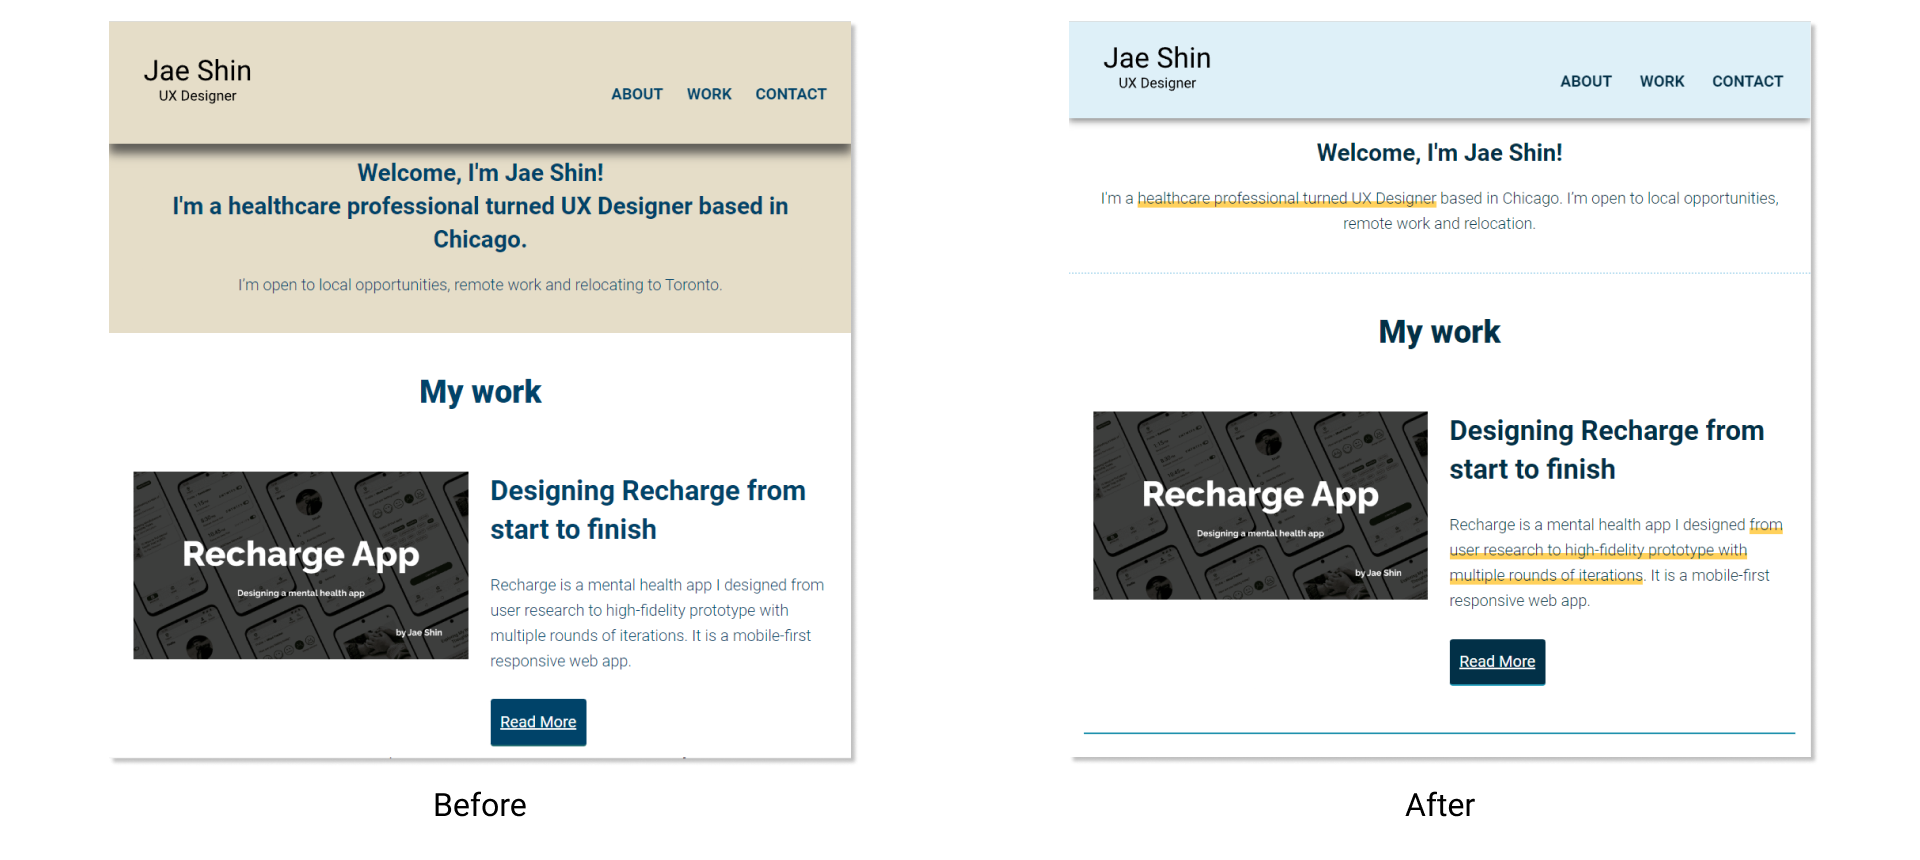 Jae Shin
UX Designer
ABOUT WORK CONTACT
Welcome, I'm Jae Shin!
I'm a healthcare professional turned UX Designer based in
Chicago.
I'm open to local opportunities, remote work and relocating to Toronto.
My work
Recharge App
Designing a mental health app
by Jae Shin
Designing Recharge from
start to finish
Recharge is a mental health app I designed from
user research to high-fidelity prototype with
multiple rounds of iterations. It is a mobile-first
responsive web app.
Read More
Before
Jae Shin
UX Designer
ABOUT WORK CONTACT
Welcome, I'm Jae Shin!
I'm a healthcare professional turned UX Designer based in Chicago. I'm open to local opportunities,
remote work and relocation.
My work
Recharge App
Designing a mental health app
by Jae Shin
Designing Recharge from
start to finish
Recharge is a mental health app I designed from
user research to high-fidelity prototype with
multiple rounds of iterations. It is a mobile-first
responsive web app.
Read More
After